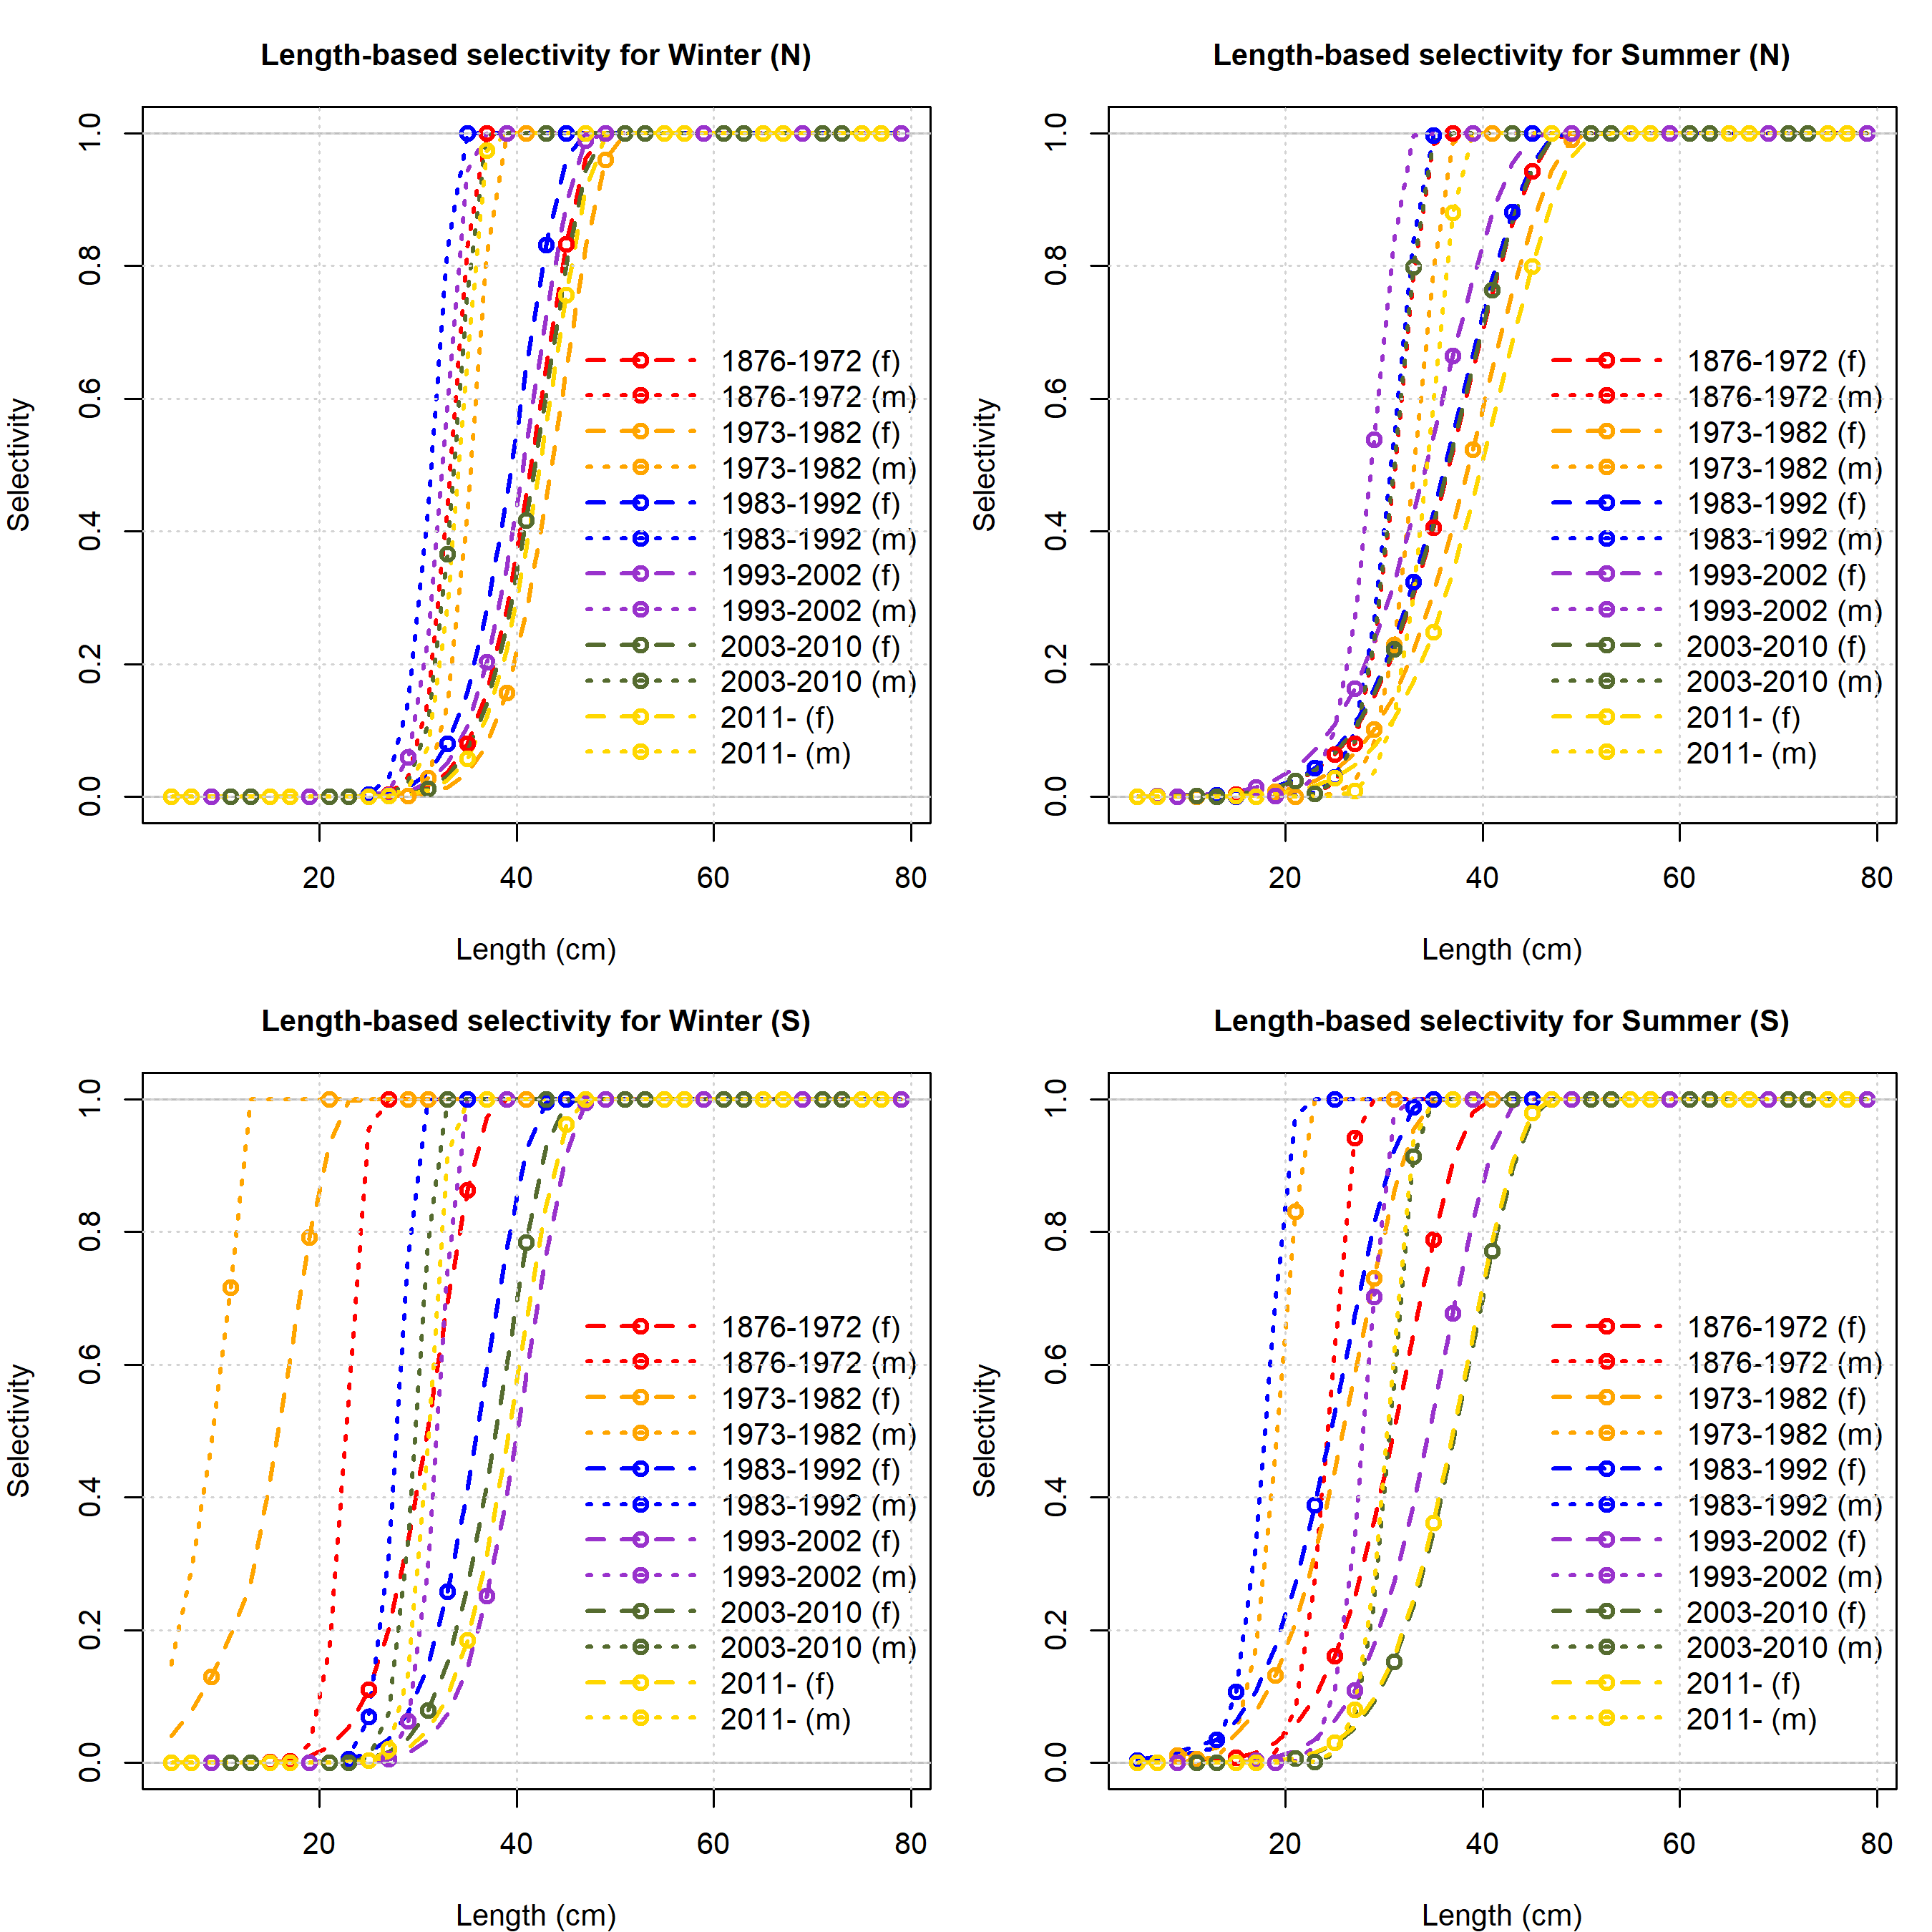 Length-based selectivity for Winter (N)
Selectivity
1.0
0.8
0.6
0.4
0.2
0.0
1876-1972 (f)
1876-1972 (m)
1973-1982 (f)
1973-1982 (m)
1983-1992 (f)
1983-1992 (m)
1993-2002 (f)
1993-2002 (m)
2003-2010 (f)
2003-2010 (m)
2011- (f)
2011- (m)
20 40 60 80
Length (cm)
Length-based selectivity for Summer (N)
Selectivity
1.0
0.8
0.6
0.4
0.2
0.0
1876-1972 (f)
1876-1972 (m)
1973-1982 (f)
1973-1982 (m)
1983-1992 (f)
1983-1992 (m)
1993-2002 (f)
1993-2002 (m)
2003-2010 (f)
2003-2010 (m)
2011- (f)
2011- (m)
20 40 60 80
Length (cm)
Length-based selectivity for Winter (S)
Selectivity
1.0
0.8
0.6
0.4
0.2
0.0
1876-1972 (f)
1876-1972 (m)
1973-1982 (f)
1973-1982 (m)
1983-1992 (f)
1983-1992 (m)
1993-2002 (f)
1993-2002 (m)
2003-2010 (f)
2003-2010 (m)
2011- (f)
2011- (m)
20 40 60 80
Length (cm)
Length-based selectivity for Summer (S)
Selectivity
1.0
0.8
0.6
0.4
0.2
0.0
1876-1972 (f)
1876-1972 (m)
1973-1982 (f)
1973-1982 (m)
1983-1992 (f)
1983-1992 (m)
1993-2002 (f)
1993-2002 (m)
2003-2010 (f)
2003-2010 (m)
2011- (f)
2011- (m)
20 40 60 80
Length (cm)